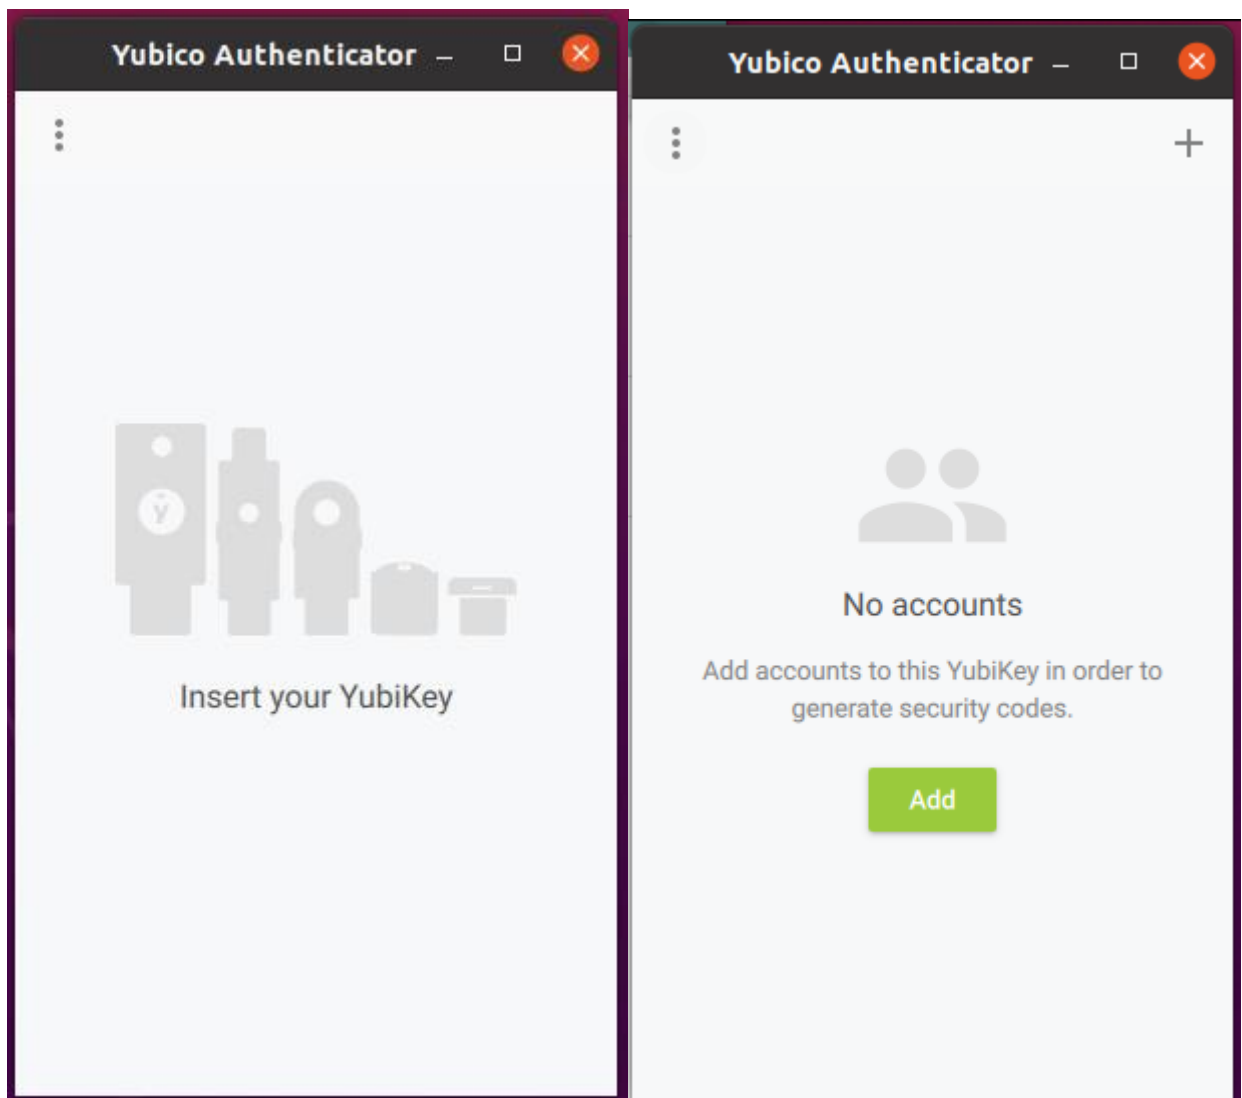 Yubico Authenticator
y
Insert your YubiKey
Yubico Authenticator
No accounts
Add accounts to this YubiKey in order to
generate security codes.
Add